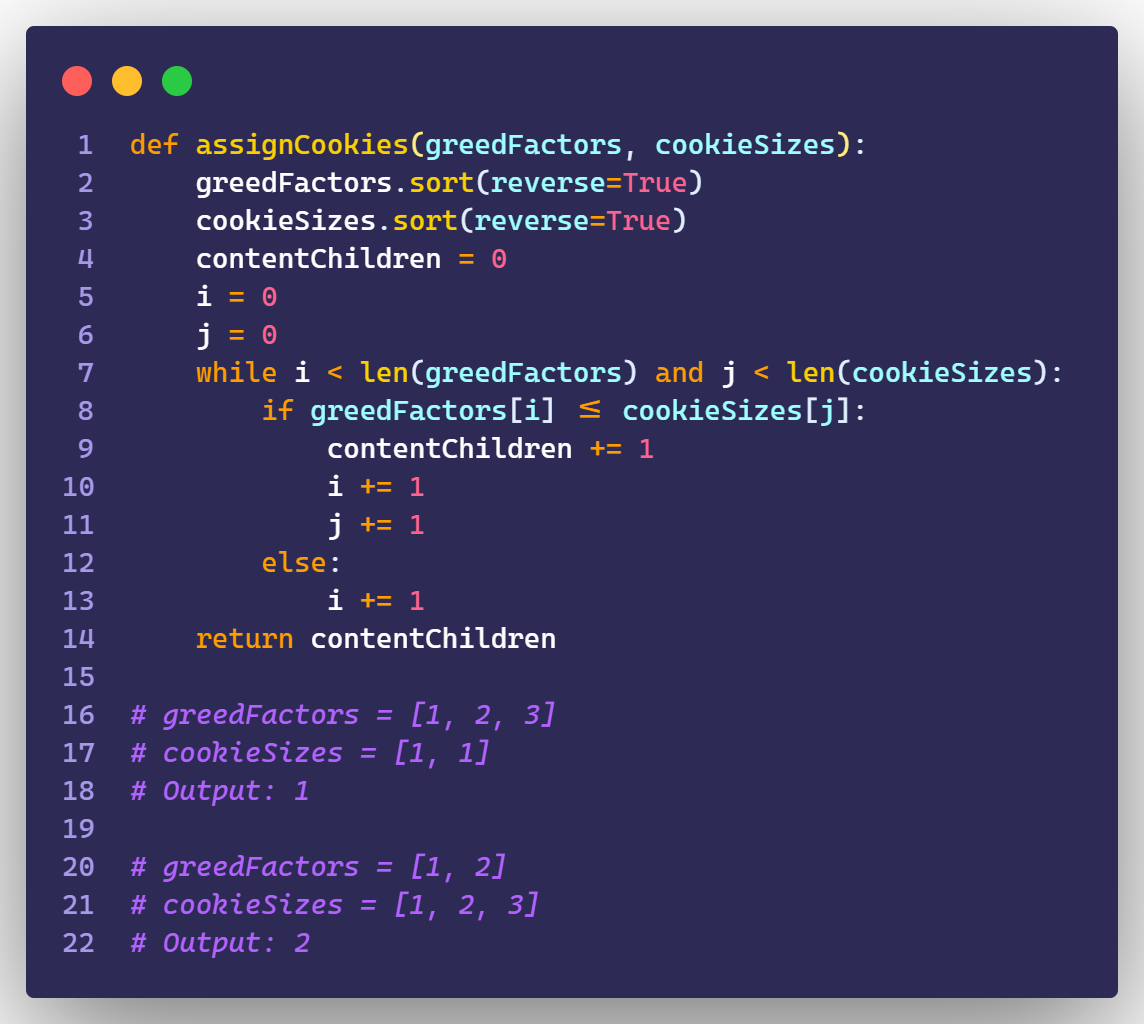 1 def assignCookies(greedFactors, cookieSizes):
2     greedFactors.sort(reverse=True)
3     cookieSizes.sort(reverse=True)
4     contentChildren = 0
5     i = 0
6     j = 0
7     while i < len(greedFactors) and j < len(cookieSizes):
8         if greedFactors[i] ≤ cookieSizes[j]:
9             contentChildren += 1
10             i += 1
11             j += 1
12         else:
13             i += 1
14     return contentChildren
15
16 # greedFactors = [1, 2, 3]
17 # cookieSizes = [1, 1]
18 # Output: 1
19
20 # greedFactors = [1, 2]
21 # cookieSizes = [1, 2, 3]
22 # Output: 2